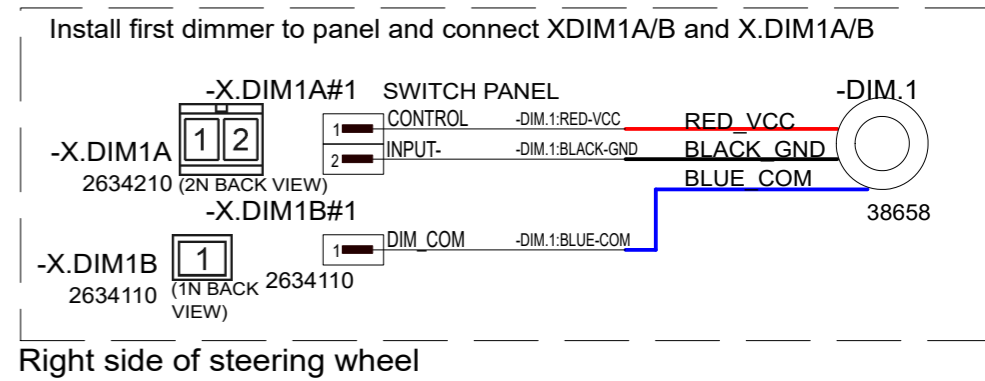 Install first dimmer to panel and connect XDIM1A/B and X.DIM1A/B
-X.DIM1A#1 SWITCH PANEL -DIM.1
1 2 1 CONTROL -DIM.1:RED-VCC RED_VCC
-X.DIM1A 2 INPUT- -DIM.1:BLACK-GND BLACK_GND
2634210 (2N BACK VIEW) BLUE_COM
-X.DIM1B#1 38658
1 1 DIM_COM -DIM.1:BLUE-COM
-X.DIM1B
2634110 (1N BACK 2634110
VIEW)
Right side of steering wheel